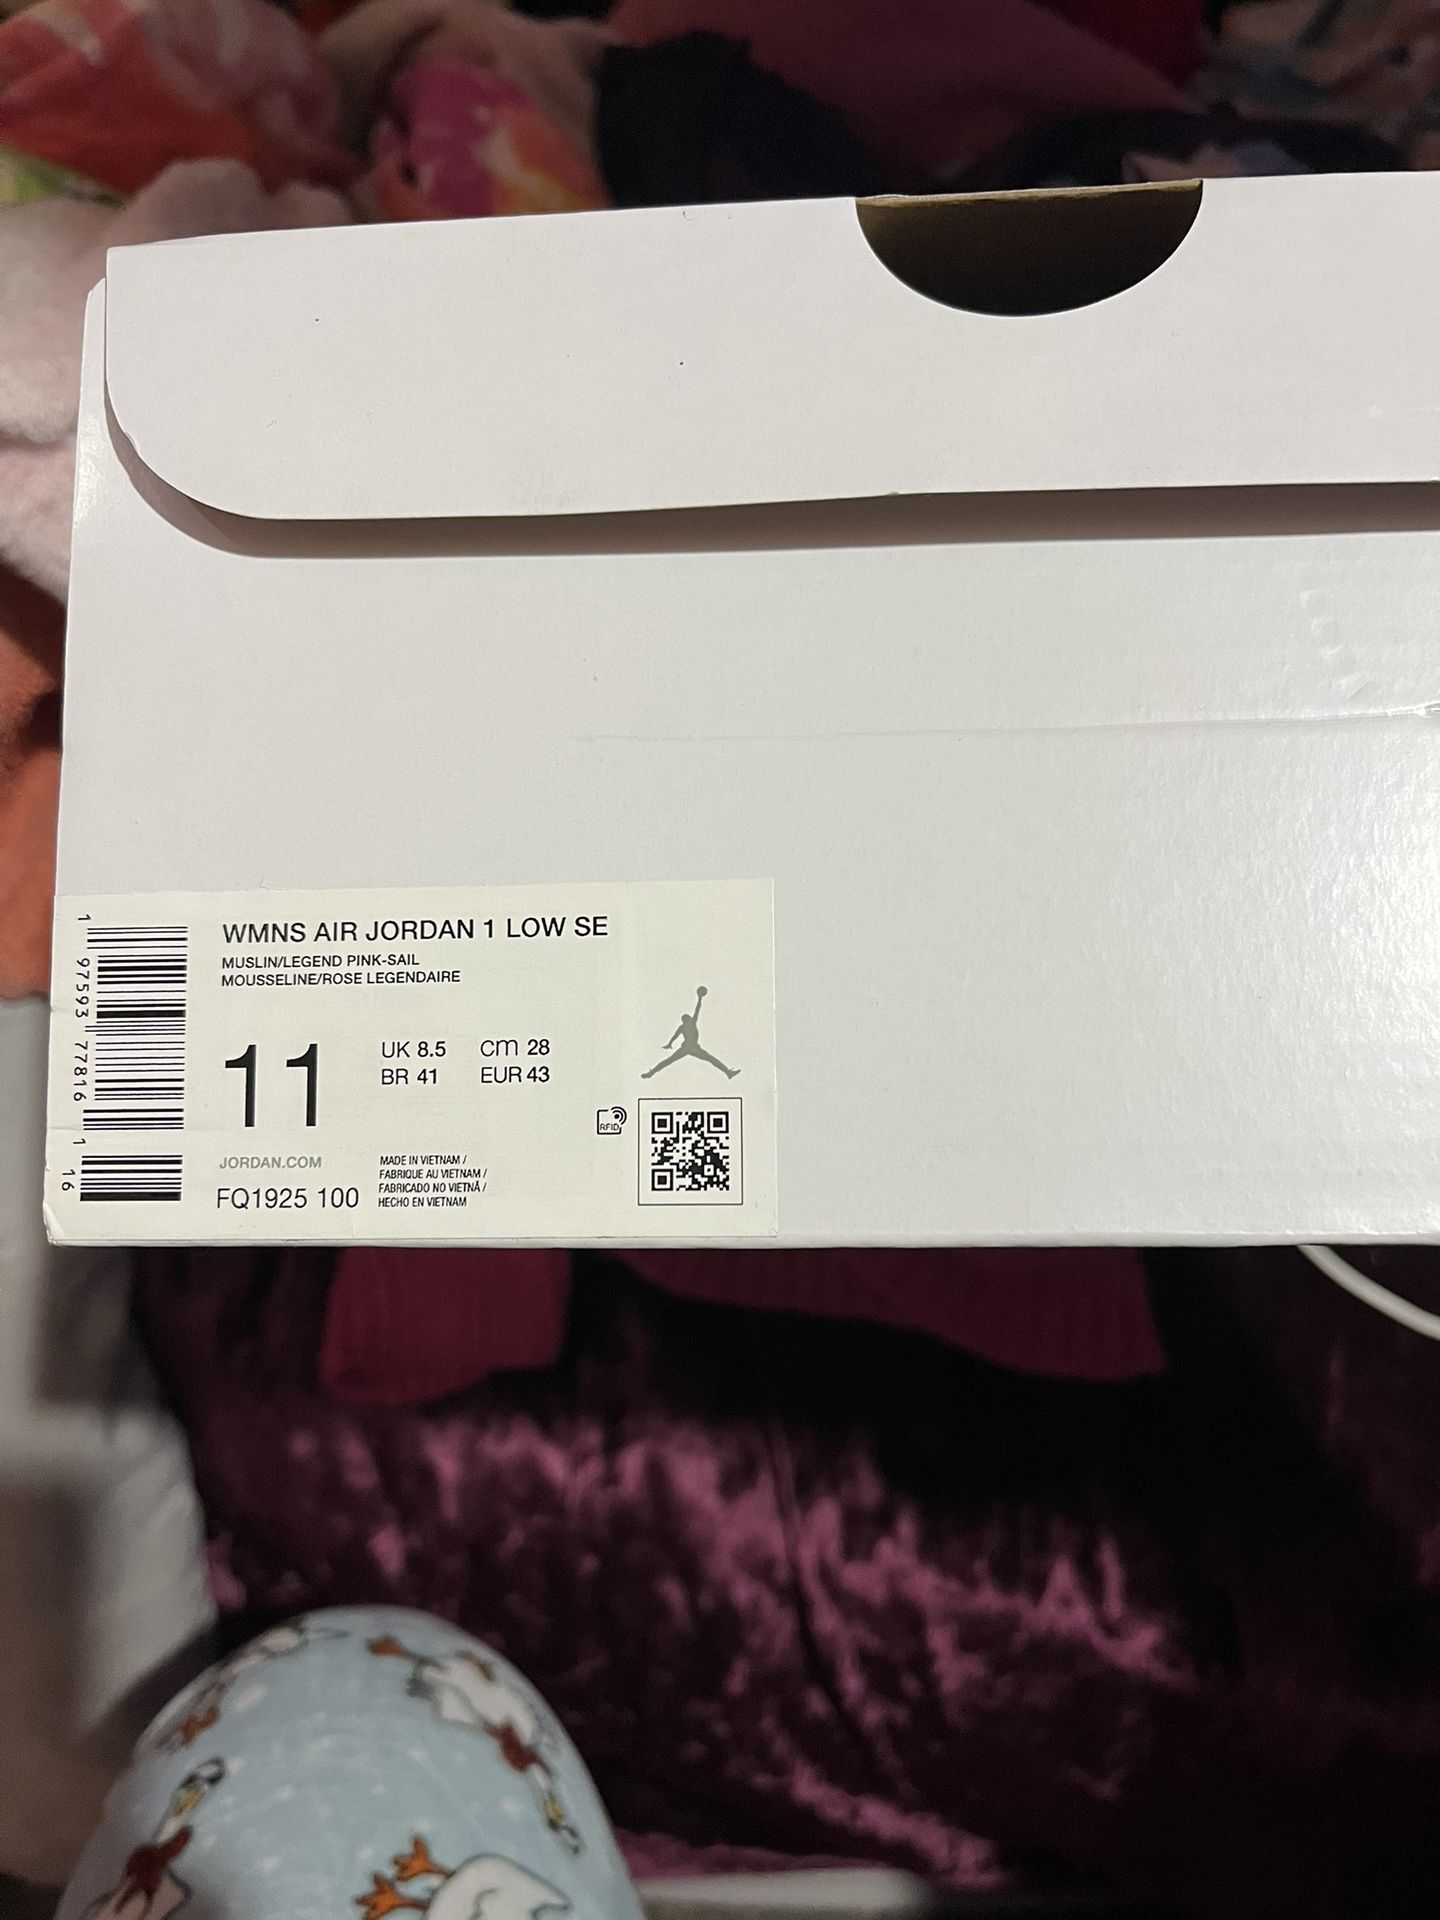 WMNS AIR JORDAN 1 LOW SE
MUSLIN/LEGEND PINK-SAIL
MOUSSELINE/ROSE LEGENDAIRE
11
UK 8.5 cm 28
BR 41 EUR 43
RFID
JORDAN.COM
FQ1925 100
MADE IN VIETNAM /
FABRIQUE AU VIETNAM /
FABRICADO NO VIETNÃ /
HECHO EN VIETNAM
1 97593 77816 1 16